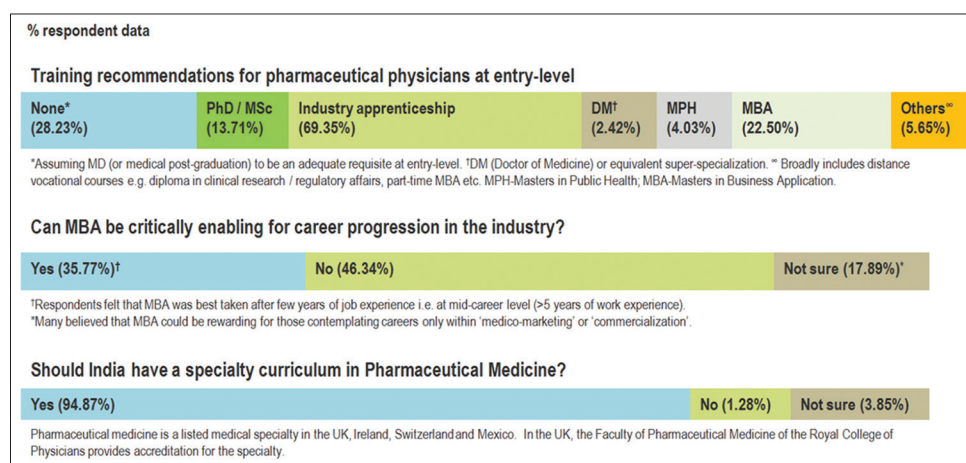 % respondent data
Training recommendations for pharmaceutical physicians at entry-level
None* PhD / MSc Industry apprenticeship DM† MPH MBA Others∞
(28.23%) (13.71%) (69.35%) (2.42%) (4.03%) (22.50%) (5.65%)
*Assuming MD (or medical post-graduation) to be an adequate requisite at entry-level. †DM (Doctor of Medicine) or equivalent super-specialization. ∞ Broadly includes distance
vocational courses e.g. diploma in clinical research / regulatory affairs, part-time MBA etc. MPH-Masters in Public Health; MBA-Masters in Business Application.
Can MBA be critically enabling for career progression in the industry?
Yes (35.77%)† No (46.34%) Not sure (17.89%)*
†Respondents felt that MBA was best taken after few years of job experience i.e. at mid-career level (>5 years of work experience).
*Many believed that MBA could be rewarding for those contemplating careers only within ‘medico-marketing’ or ‘commercialization’.
Should India have a specialty curriculum in Pharmaceutical Medicine?
Yes (94.87%) No (1.28%) Not sure (3.85%)
Pharmaceutical medicine is a listed medical specialty in the UK, Ireland, Switzerland and Mexico. In the UK, the Faculty of Pharmaceutical Medicine of the Royal College of
Physicians provides accreditation for the specialty.